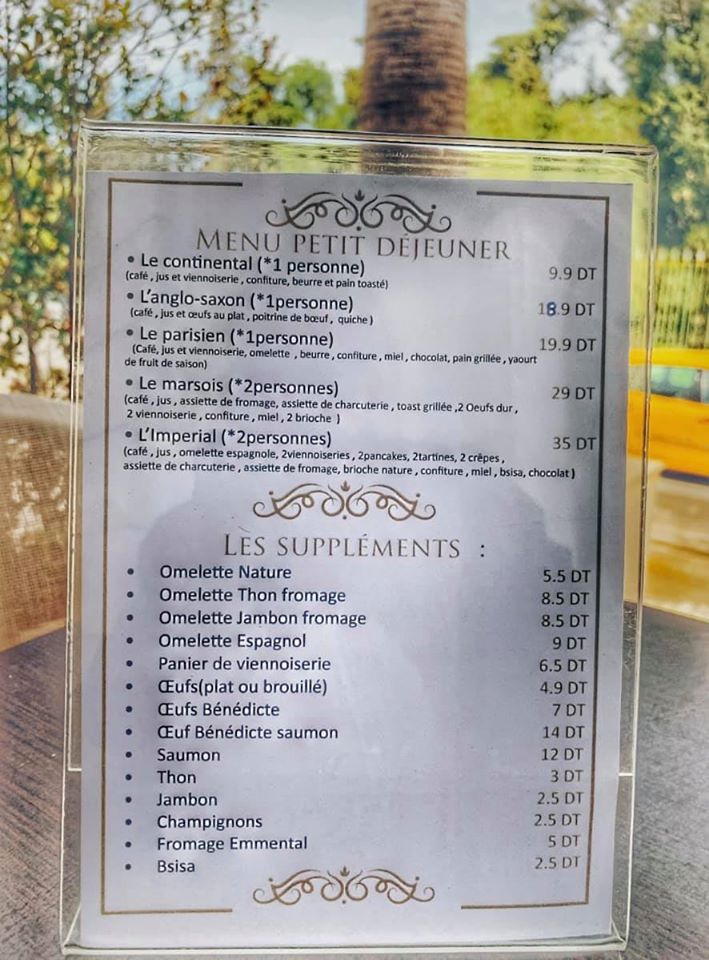 MENU PETIT DÉJEUNER
• Le continental (*1 personne) 9.9 DT
(café , jus et viennoiserie , confiture, beurre et pain toasté)
• L'anglo-saxon (*1personne) 18.9 DT
(café , jus et œufs au plat , poitrine de bœuf , quiche )
• Le parisien (*1personne) 19.9 DT
(Café, jus et viennoiserie, omelette , beurre , confiture , miel , chocolat, pain grillée , yaourt
de fruit de saison)
• Le marsois (*2personnes) 29 DT
(café , jus , assiette de fromage, assiette de charcuterie , toast grillée ,2 Oeufs dur ,
2 viennoiserie , confiture , miel , 2 brioche )
• L'Imperial (*2personnes) 35 DT
(café , jus , omelette espagnole, 2viennoiseries , 2pancakes, 2tartines, 2 crêpes ,
assiette de charcuterie , assiette de fromage, brioche nature , confiture , miel , bsisa, chocolat )
LES SUPPLÉMENTS :
• Omelette Nature 5.5 DT
• Omelette Thon fromage 8.5 DT
• Omelette Jambon fromage 8.5 DT
• Omelette Espagnol 9 DT
• Panier de viennoiserie 6.5 DT
• Œufs(plat ou brouillé) 4.9 DT
• Œufs Bénédicte 7 DT
• Œuf Bénédicte saumon 14 DT
• Saumon 12 DT
• Thon 3 DT
• Jambon 2.5 DT
• Champignons 2.5 DT
• Fromage Emmental 5 DT
• Bsisa 2.5 DT